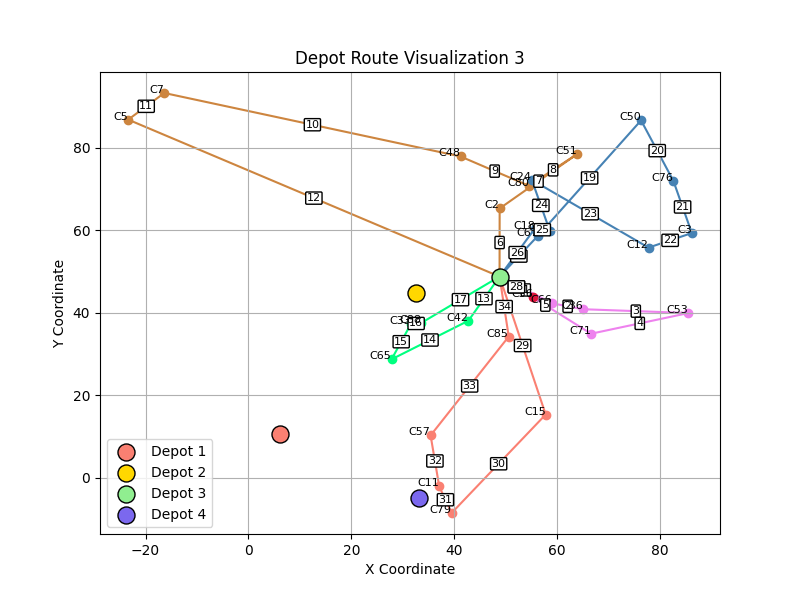 Depot Route Visualization 3
C7
C5
11
10
C48
C51
C50
9
8
20
C24
7
C80
19
C76
12
C2
24
21
23
C18
C6
25
C3
6
26
22
C12
28
17
13
34
5
2
C36
3
C53
16
C42
4
C71
C85
15
14
29
C65
33
C15
C57
32
30
C11
31
C79
80
60
40
20
0
Y Coordinate
−20
0
20
40
60
80
X Coordinate
Depot 1
Depot 2
Depot 3
Depot 4